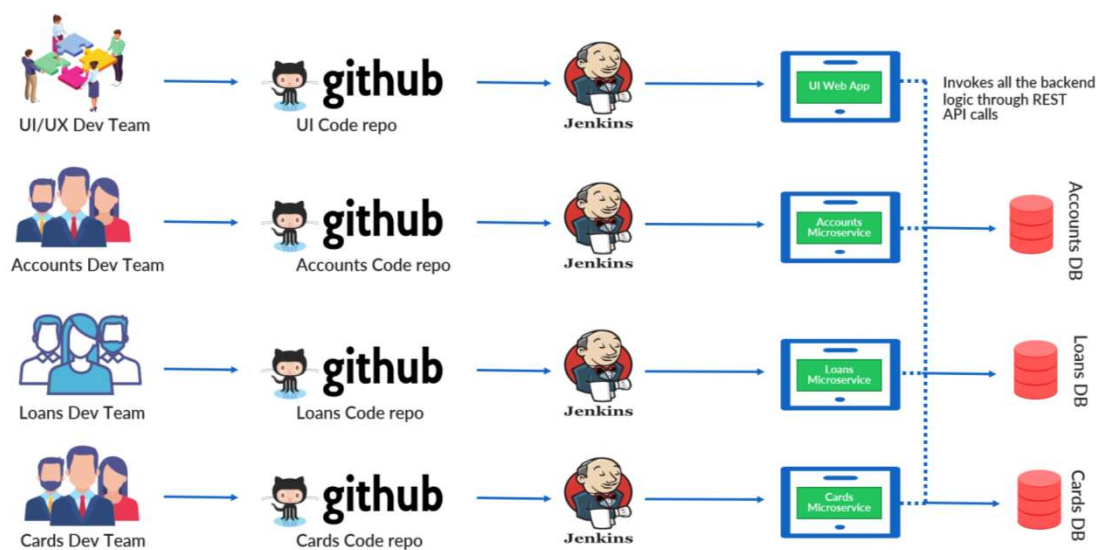 github
Jenkins
UI Web App
Invokes all the backend
logic through REST
API calls
UI/UX Dev Team
UI Code repo
github
Jenkins
Accounts
Microservice
Accounts DB
Accounts Dev Team
Accounts Code repo
github
Jenkins
Loans
Microservice
Loans DB
Loans Dev Team
Loans Code repo
github
Jenkins
Cards
Microservice
Cards DB
Cards Dev Team
Cards Code repo